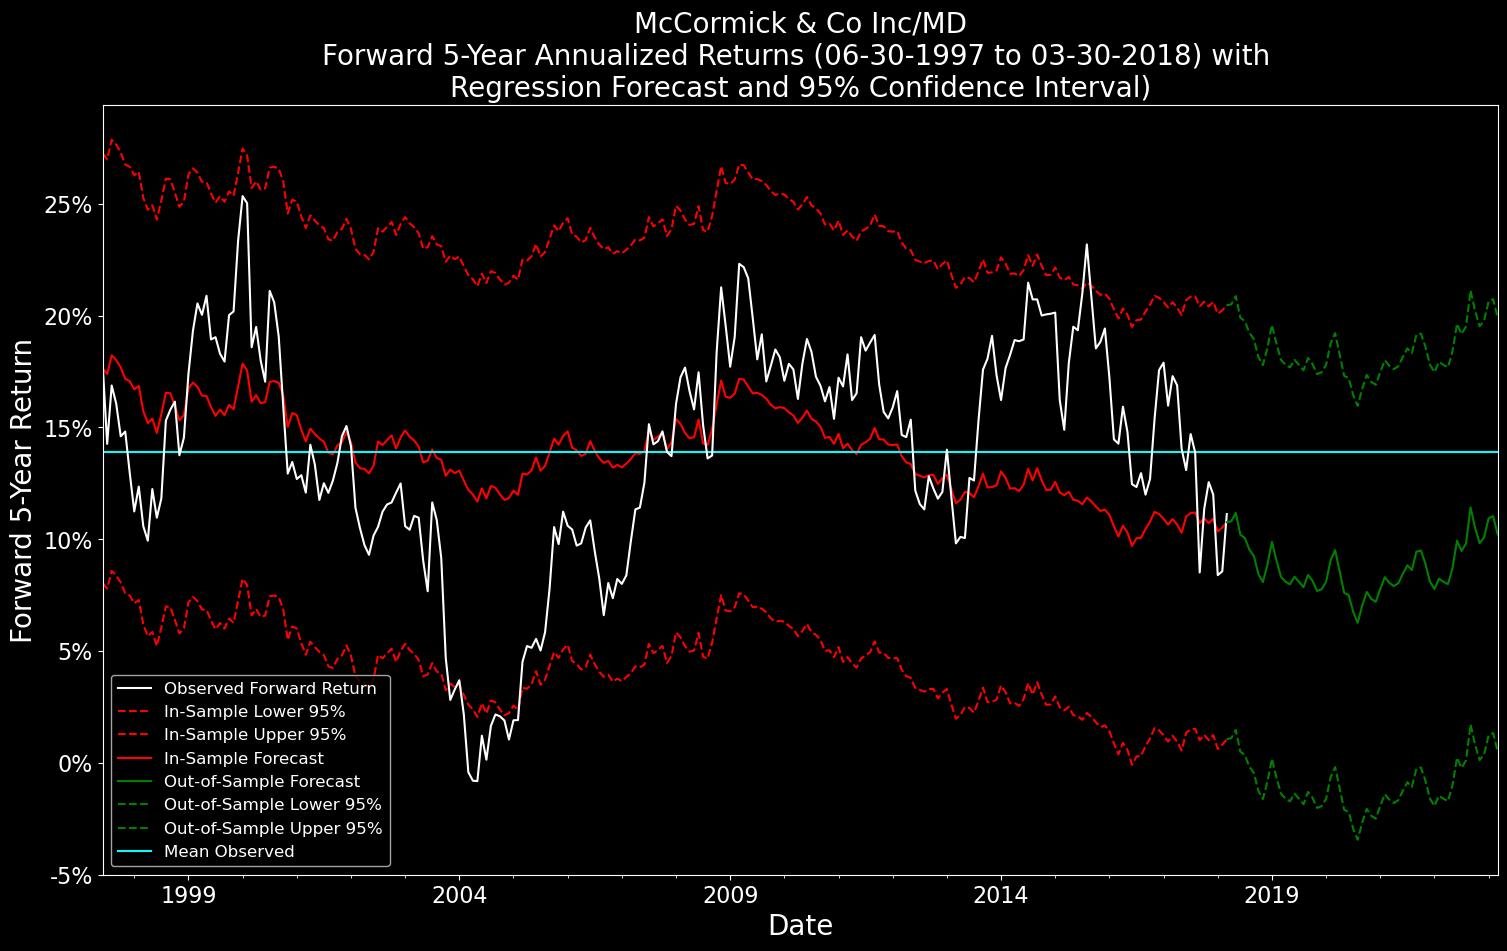 McCormick & Co Inc/MD
Forward 5-Year Annualized Returns (06-30-1997 to 03-30-2018) with
Regression Forecast and 95% Confidence Interval)
Forward 5-Year Return
25%
20%
15%
10%
5%
0%
-5%
Observed Forward Return
In-Sample Lower 95%
In-Sample Upper 95%
In-Sample Forecast
Out-of-Sample Forecast
Out-of-Sample Lower 95%
Out-of-Sample Upper 95%
Mean Observed
1999 2004 2009 2014 2019
Date